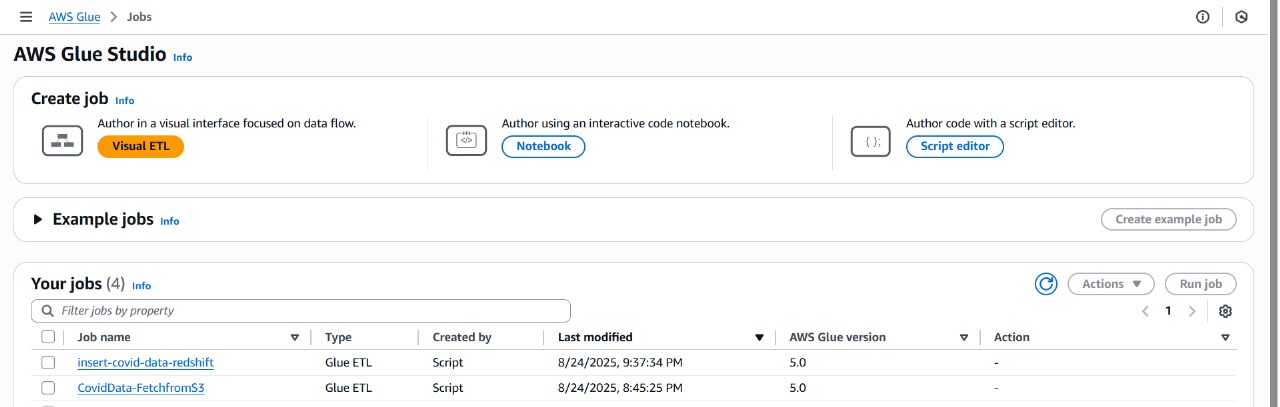 AWS Glue > Jobs
AWS Glue Studio Info
Create job Info
Author in a visual interface focused on data flow.
Visual ETL
Author using an interactive code notebook.
Notebook
Author code with a script editor.
Script editor
Example jobs Info
Create example job
Your jobs (4) Info
Actions
Run job
Filter jobs by property
1
Job name Type Created by Last modified AWS Glue version Action
insert-covid-data-redshift Glue ETL Script 8/24/2025, 9:37:34 PM 5.0 -
CovidData-FetchfromS3 Glue ETL Script 8/24/2025, 8:45:25 PM 5.0 -